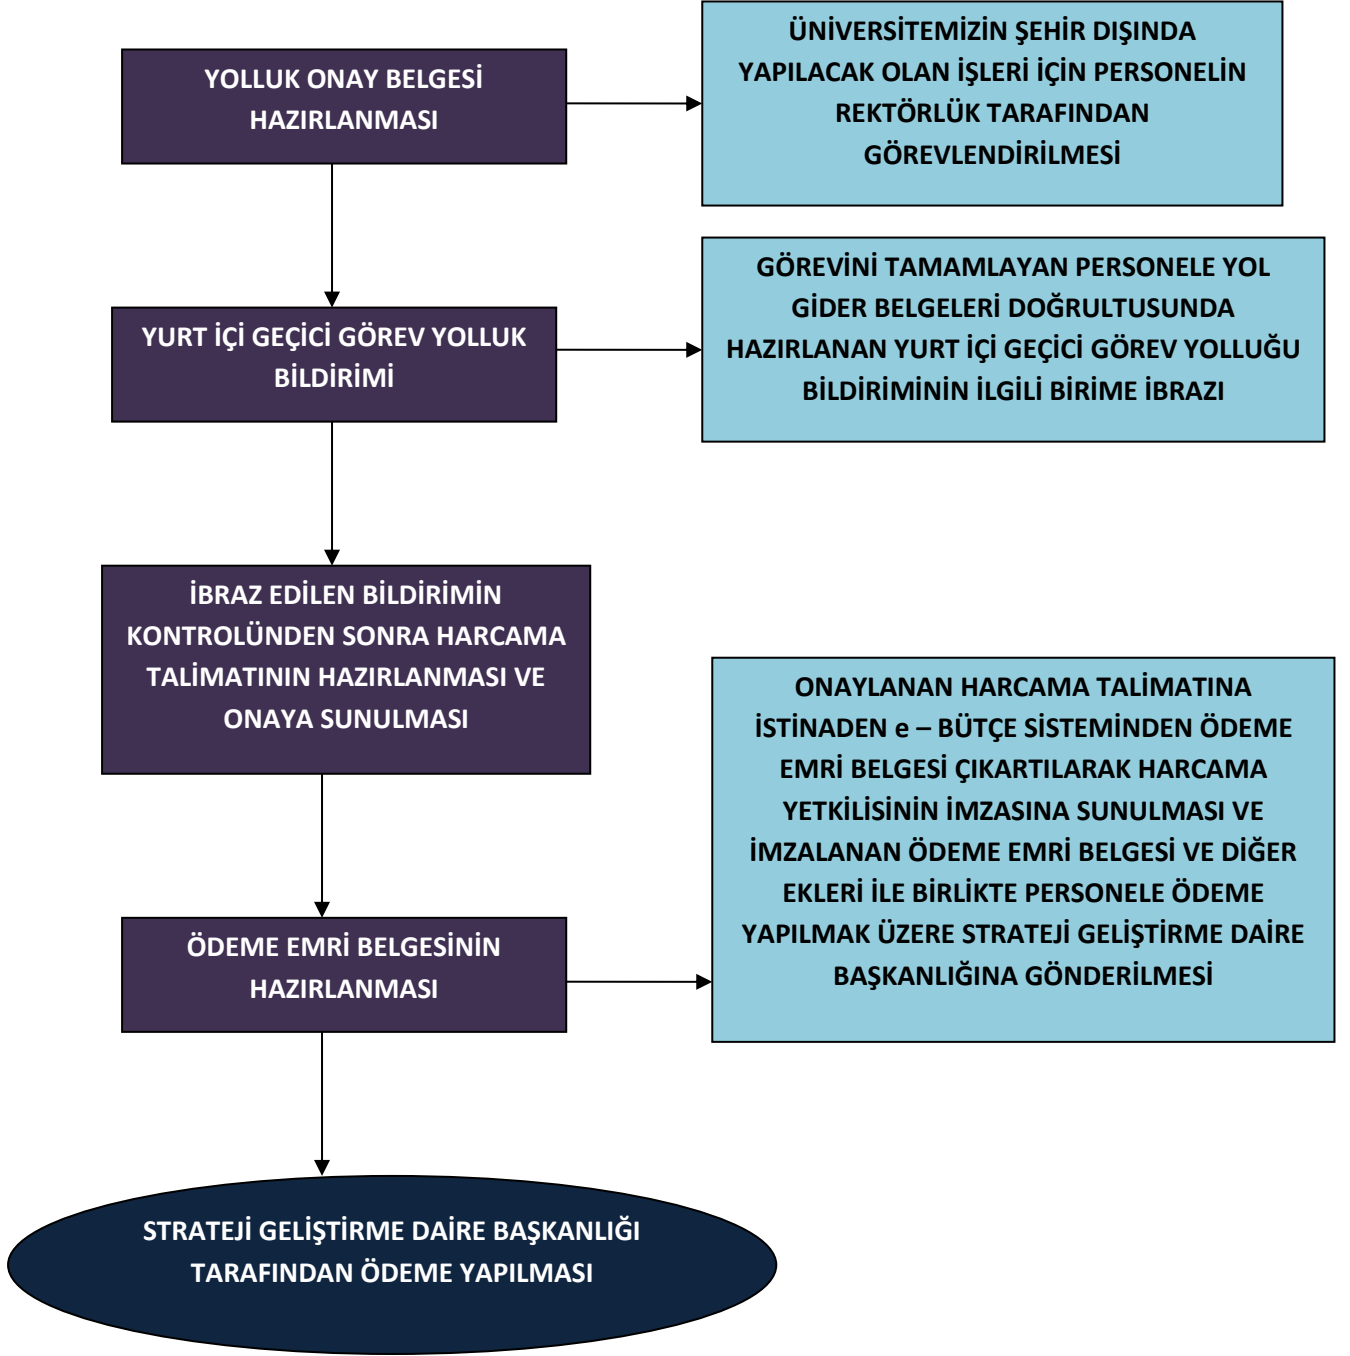 YOLLUK ONAY BELGESİ
HAZIRLANMASI
ÜNİVERSİTEMİZİN ŞEHİR DIŞINDA
YAPILACAK OLAN İŞLERİ İÇİN PERSONELİN
REKTÖRLÜK TARAFINDAN
GÖREVLENDİRİLMESİ
YURT İÇİ GEÇİCİ GÖREV YOLLUK
BİLDİRİMİ
GÖREVİNİ TAMAMLAYAN PERSONELE YOL
GİDER BELGELERİ DOĞRULTUSUNDA
HAZIRLANAN YURT İÇİ GEÇİCİ GÖREV YOLLUĞU
BİLDİRİMİNİN İLGİLİ BİRİME İBRAZI
İBRAZ EDİLEN BİLDİRİMİN
KONTROLÜNDEN SONRA HARCAMA
TALİMATININ HAZIRLANMASI VE
ONAYA SUNULMASI
ÖDEME EMRİ BELGESİNİN
HAZIRLANMASI
ONAYLANAN HARCAMA TALİMATINA
İSTİNADEN e – BÜTÇE SİSTEMİNDEN ÖDEME
EMRİ BELGESİ ÇIKARTILARAK HARCAMA
YETKİLİSİNİN İMZASINA SUNULMASI VE
İMZALANAN ÖDEME EMRİ BELGESİ VE DİĞER
EKLERİ İLE BİRLİKTE PERSONELE ÖDEME
YAPILMAK ÜZERE STRATEJİ GELİŞTİRME DAİRE
BAŞKANLIĞINA GÖNDERİLMESİ
STRATEJİ GELİŞTİRME DAİRE BAŞKANLIĞI
TARAFINDAN ÖDEME YAPILMASI